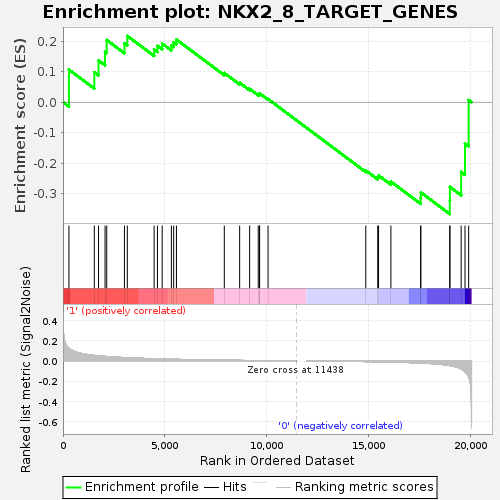 Enrichment plot: NKX2_8_TARGET_GENES
Enrichment score (ES)
0.2
0.1
0.0
-0.1
-0.2
-0.3
'1' (positively correlated)
Ranked list metric (Signal2Noise)
0.4
0.2
0.0
-0.2
-0.4
-0.6
Zero cross at 11438
'0' (negatively correlated)
0
5,000
10,000
15,000
20,000
Rank in Ordered Dataset
Enrichment profile
Hits
Ranking metric scores